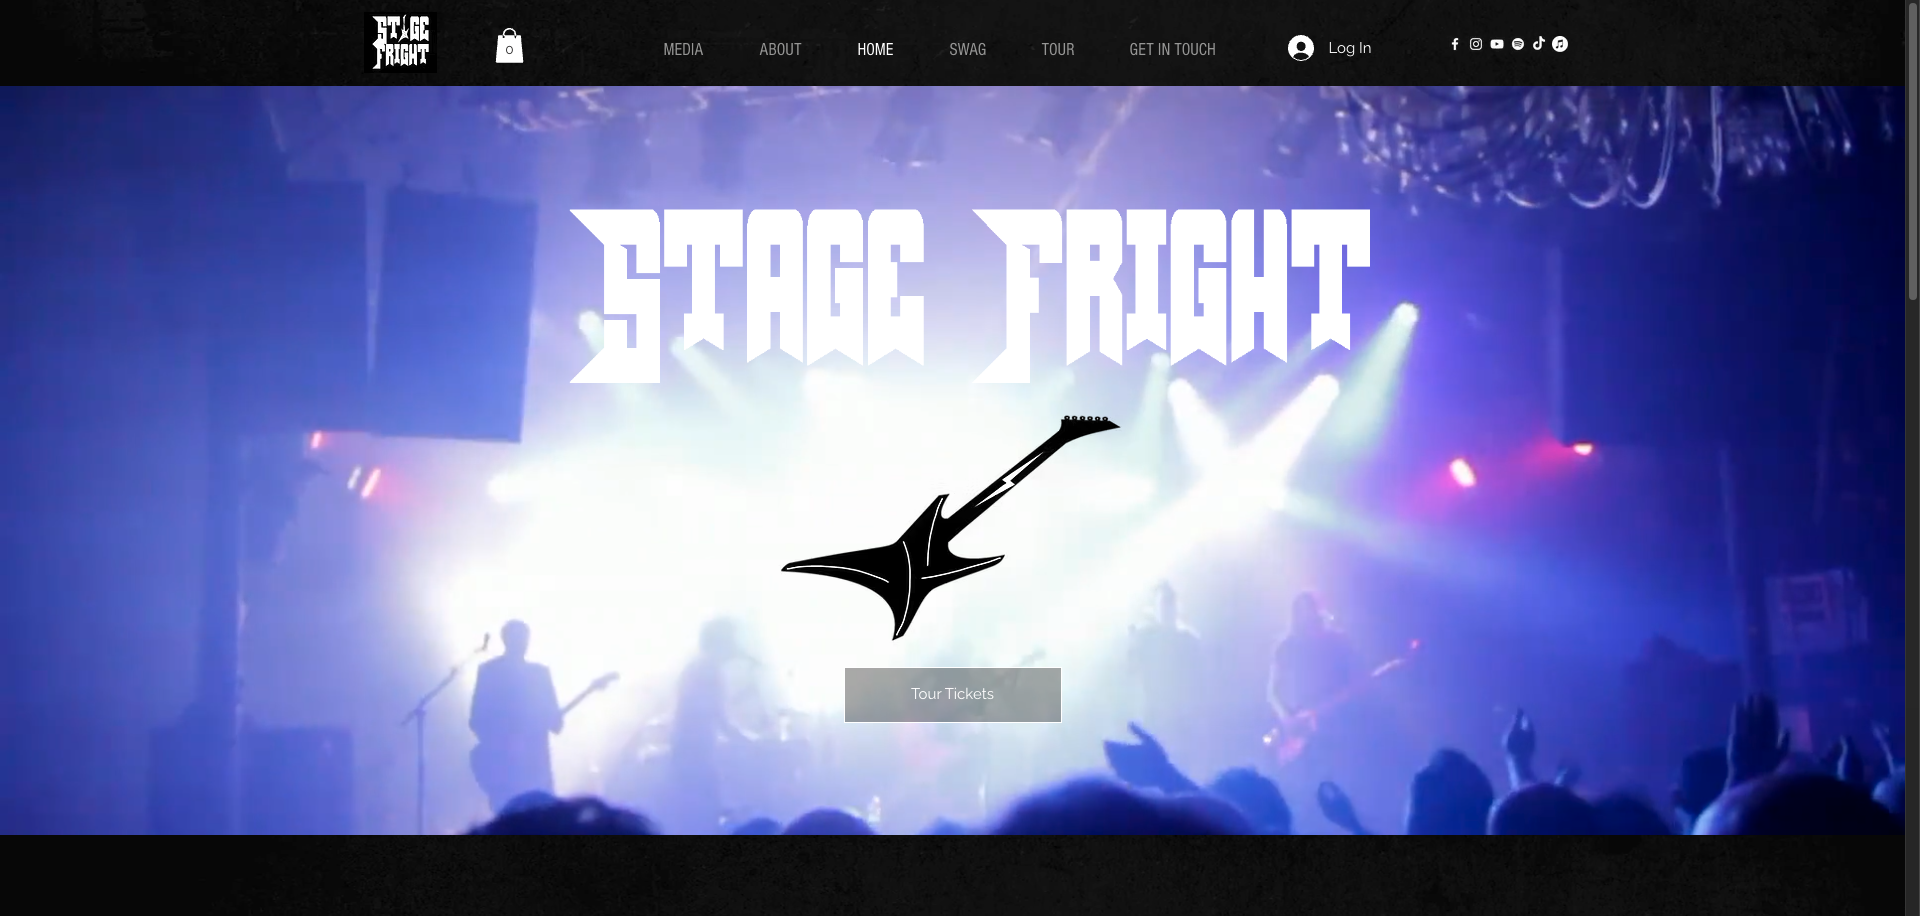 STAGE
FRIGHT
0
MEDIA
ABOUT
HOME
SWAG
TOUR
GET IN TOUCH
Log In
STAGE FRIGHT
Tour Tickets